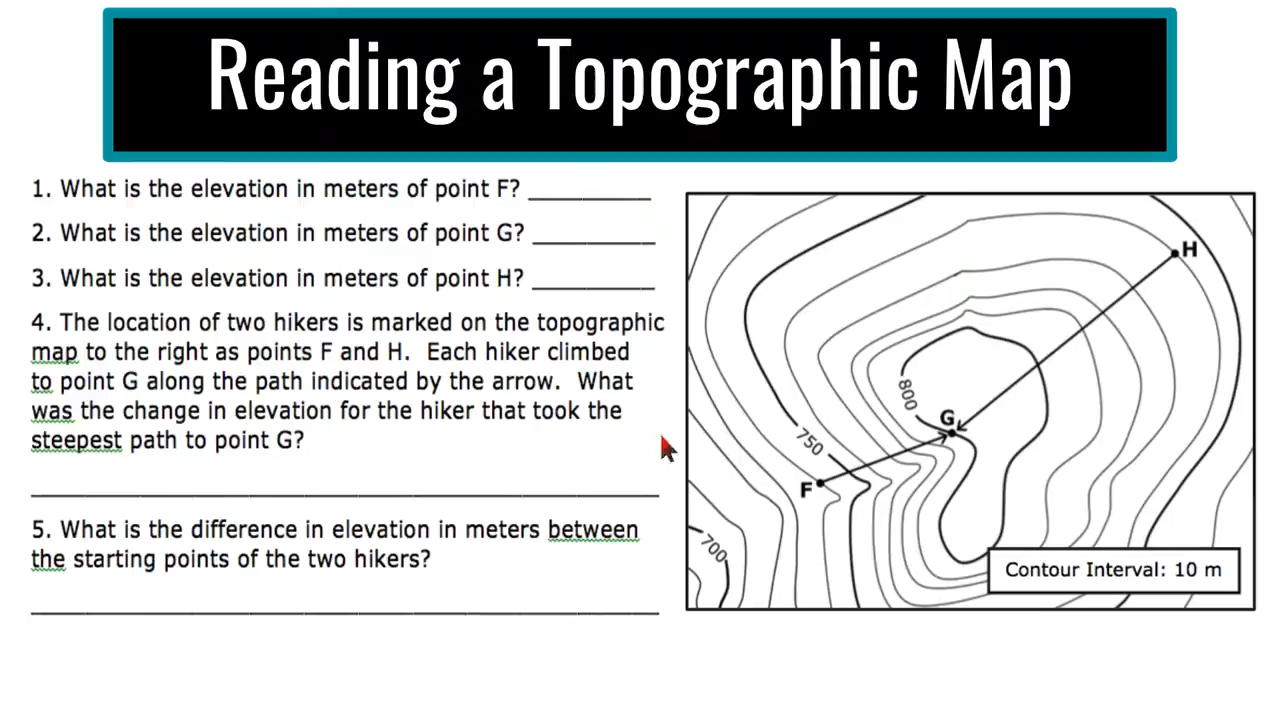 Reading a Topographic Map
1. What is the elevation in meters of point F? __________
2. What is the elevation in meters of point G? __________
3. What is the elevation in meters of point H? __________
4. The location of two hikers is marked on the topographic
map to the right as points F and H. Each hiker climbed
to point G along the path indicated by the arrow. What
was the change in elevation for the hiker that took the
steepest path to point G?
5. What is the difference in elevation in meters between
the starting points of the two hikers?
H
800
G
750
F
700
Contour Interval: 10 m